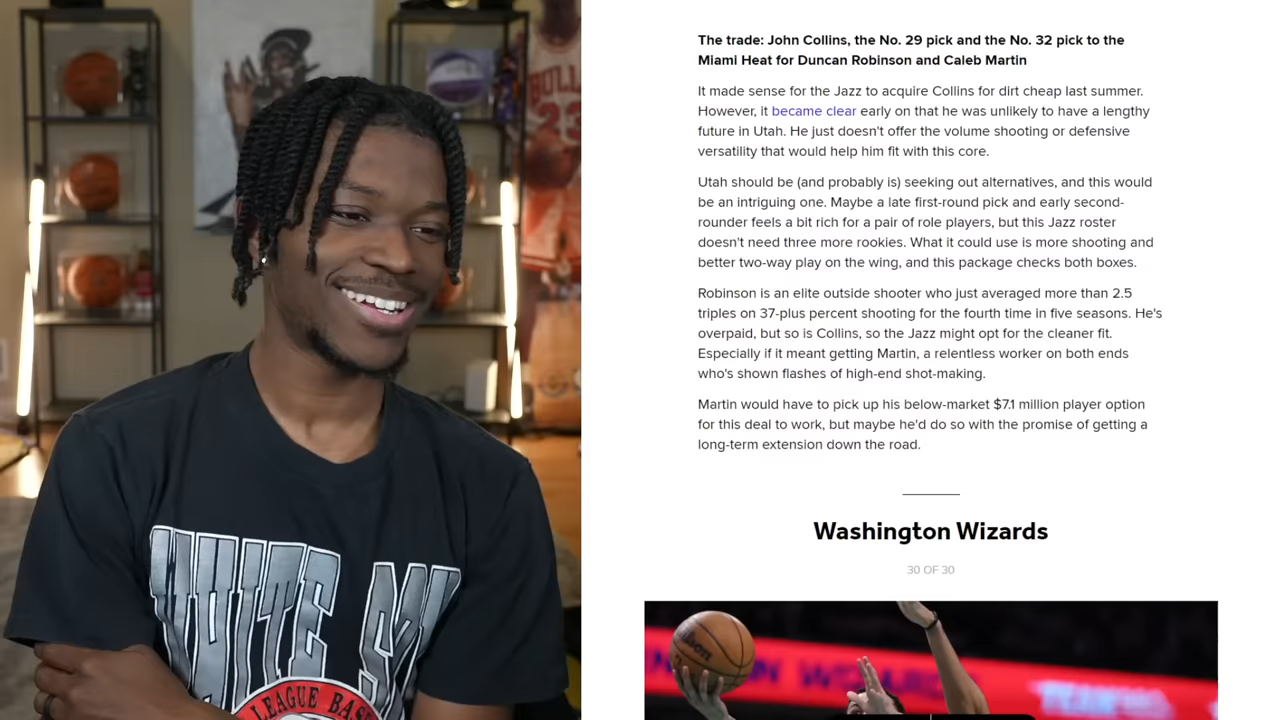 The trade: John Collins, the No. 29 pick and the No. 32 pick to the
Miami Heat for Duncan Robinson and Caleb Martin
It made sense for the Jazz to acquire Collins for dirt cheap last summer.
However, it became clear early on that he was unlikely to have a lengthy
future in Utah. He just doesn't offer the volume shooting or defensive
versatility that would help him fit with this core.
Utah should be (and probably is) seeking out alternatives, and this would
be an intriguing one. Maybe a late first-round pick and early second-
rounder feels a bit rich for a pair of role players, but this Jazz roster
doesn't need three more rookies. What it could use is more shooting and
better two-way play on the wing, and this package checks both boxes.
Robinson is an elite outside shooter who just averaged more than 2.5
triples on 37-plus percent shooting for the fourth time in five seasons. He's
overpaid, but so is Collins, so the Jazz might opt for the cleaner fit.
Especially if it meant getting Martin, a relentless worker on both ends
who's shown flashes of high-end shot-making.
Martin would have to pick up his below-market $7.1 million player option
for this deal to work, but maybe he'd do so with the promise of getting a
long-term extension down the road.
Washington Wizards
30 OF 30
BULLS
23
WHITE
LEAGUE BAS